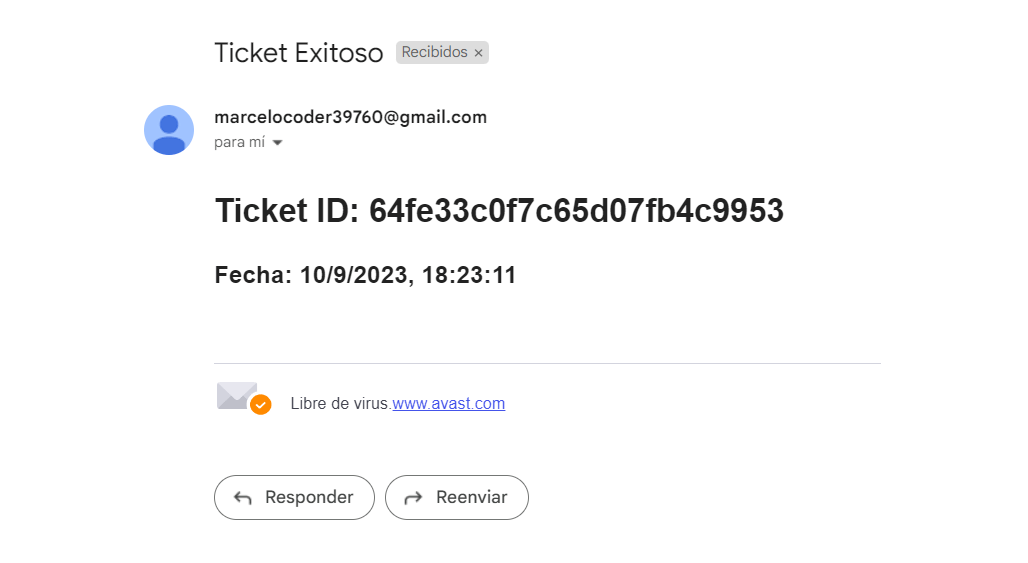 Ticket Exitoso Recibidos ×
marcelocoder39760@gmail.com
para mí
Ticket ID: 64fe33c0f7c65d07fb4c9953
Fecha: 10/9/2023, 18:23:11
Libre de virus.www.avast.com
Responder Reenviar